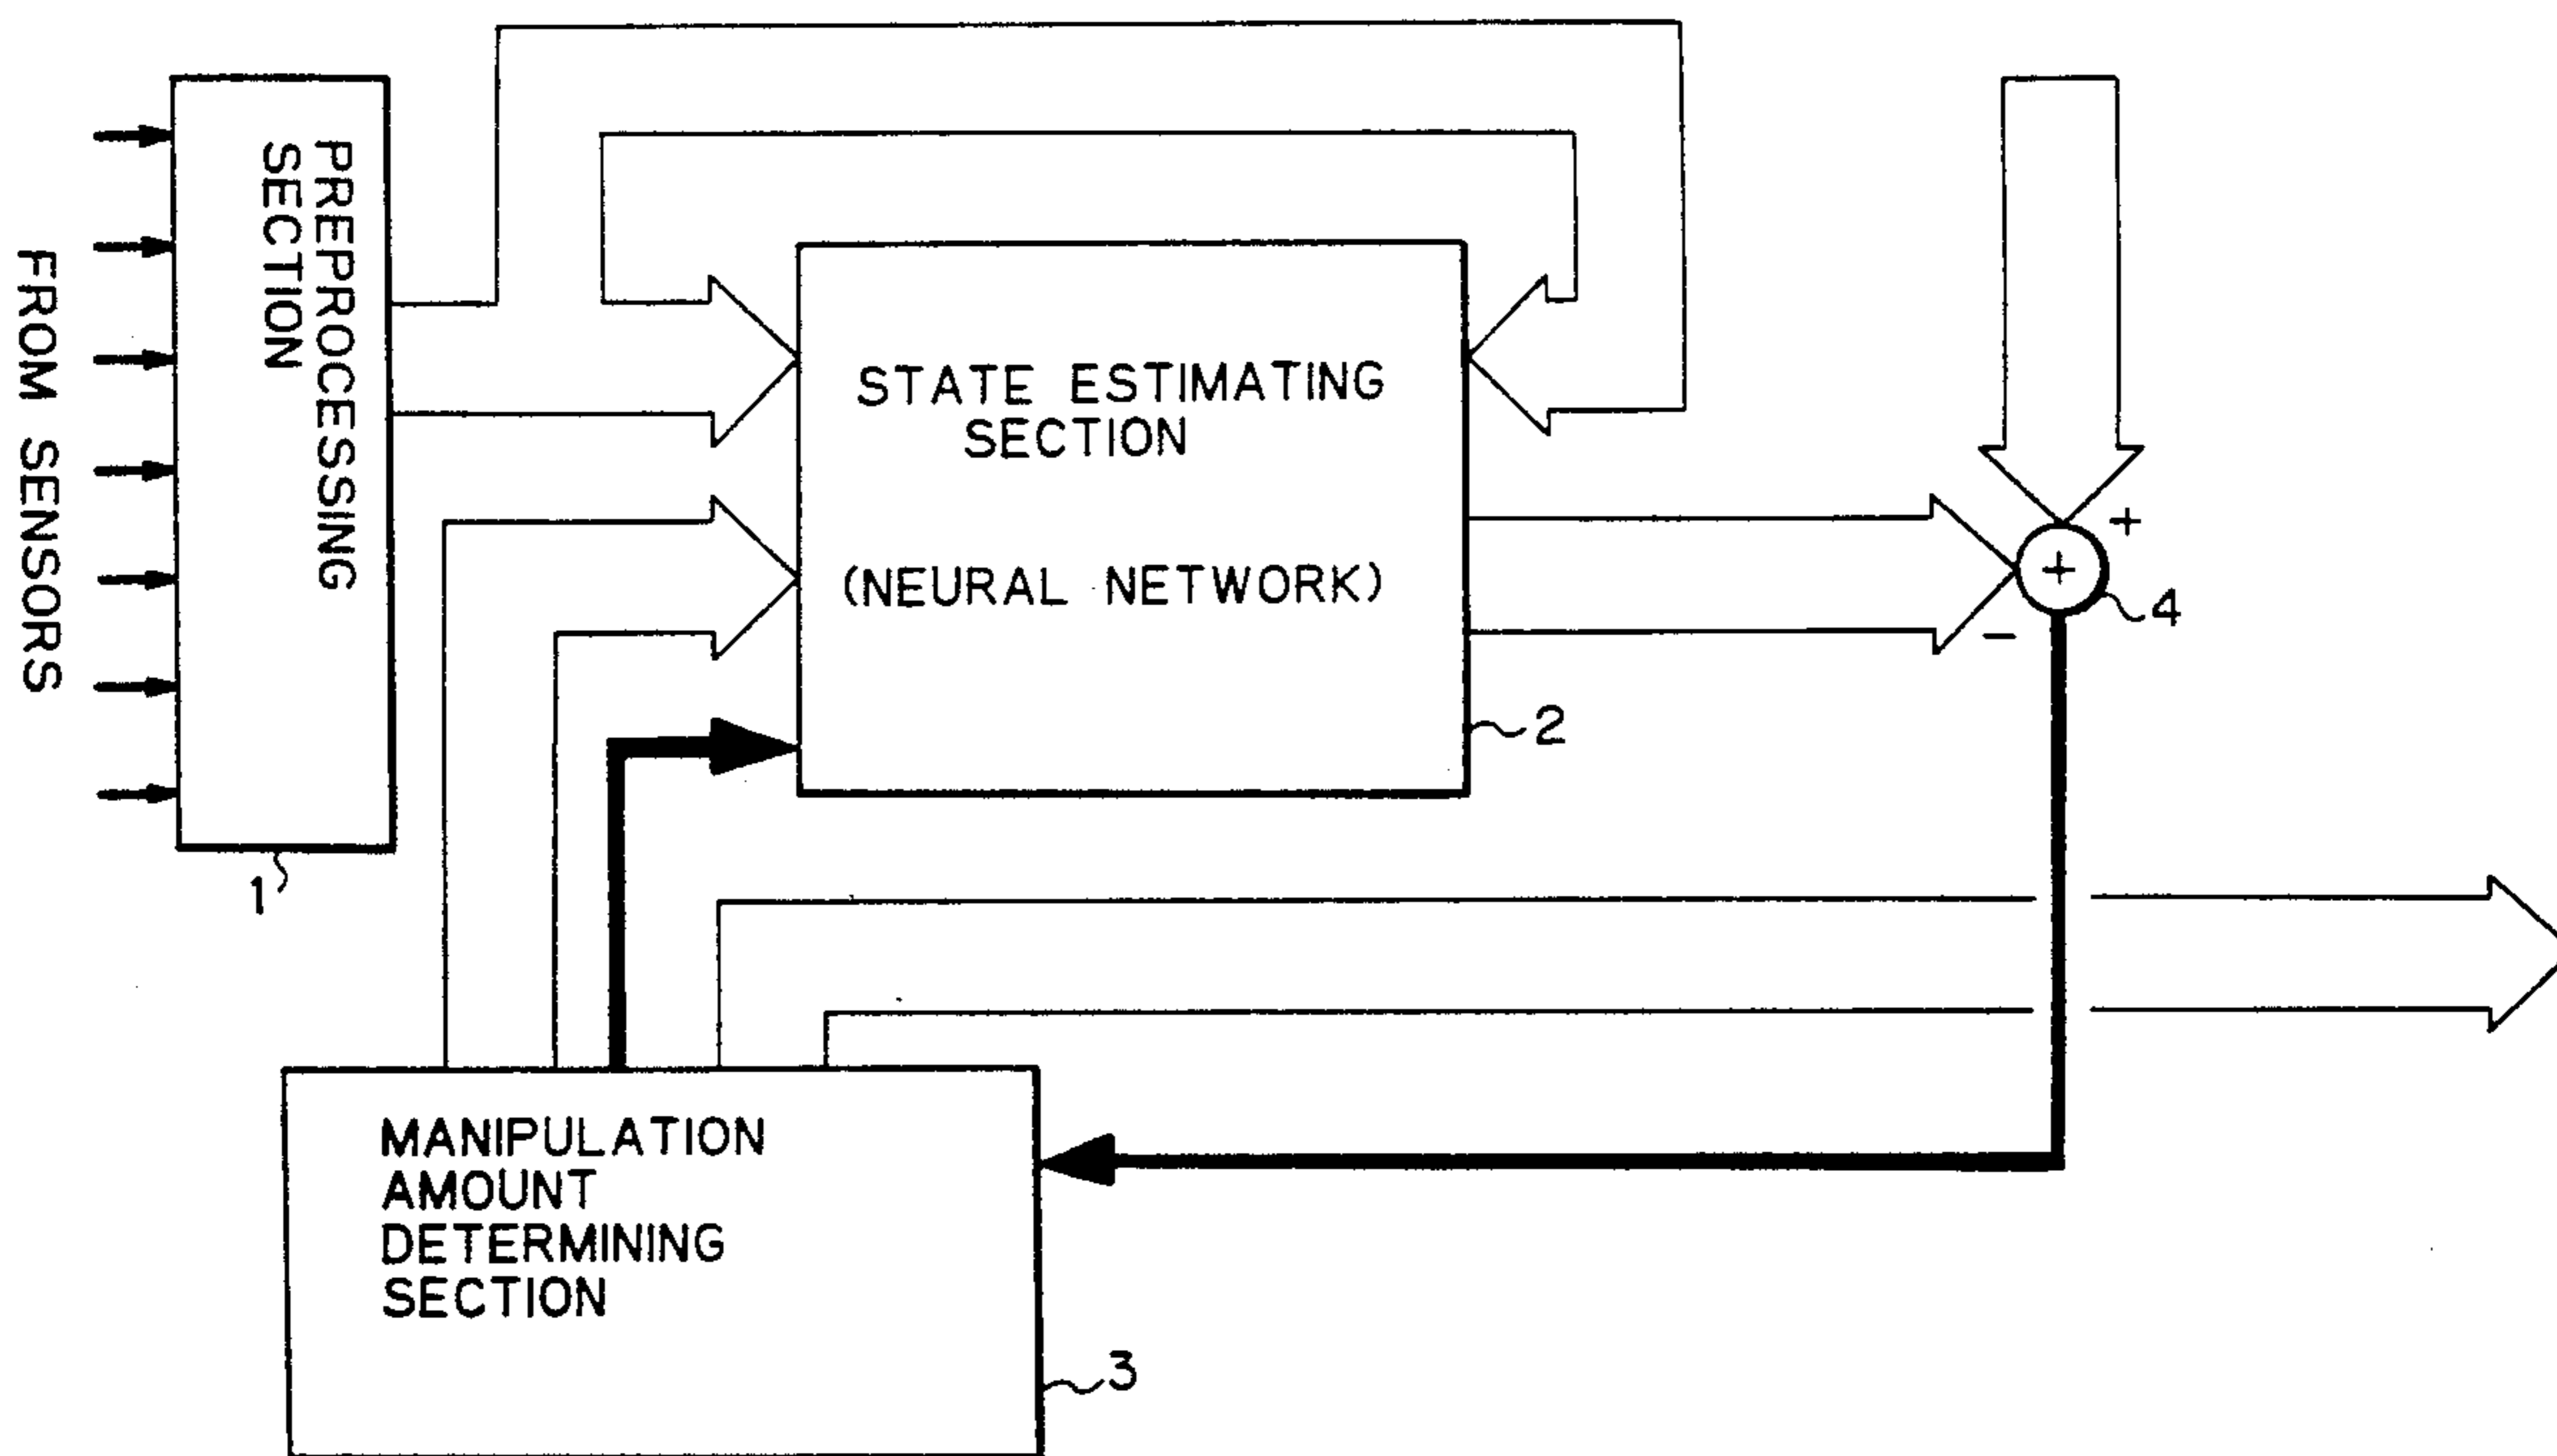 FROM SENSORS
PREPROCESSING
SECTION
1
STATE ESTIMATING
SECTION
(NEURAL NETWORK)
2
+
+
−
4
MANIPULATION
AMOUNT
DETERMINING
SECTION
3